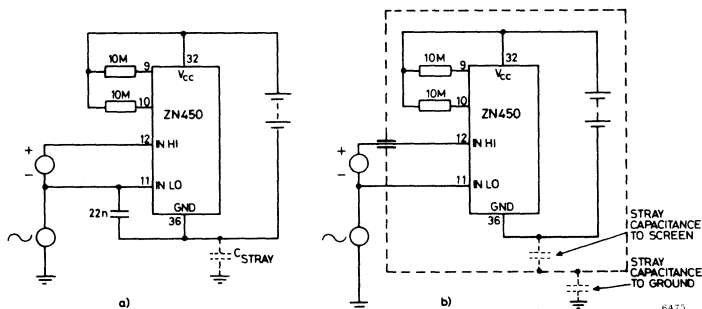 32
10M
9
VCC
10M
10
ZN450
+
12
IN HI
-
11
IN LO
22n
GND
36
CSTRAY
a)
32
10M
9
VCC
10M
10
ZN450
+
12
IN HI
-
11
IN LO
GND
36
STRAY
CAPACITANCE
TO SCREEN
STRAY
CAPACITANCE
TO GROUND
b)
6475